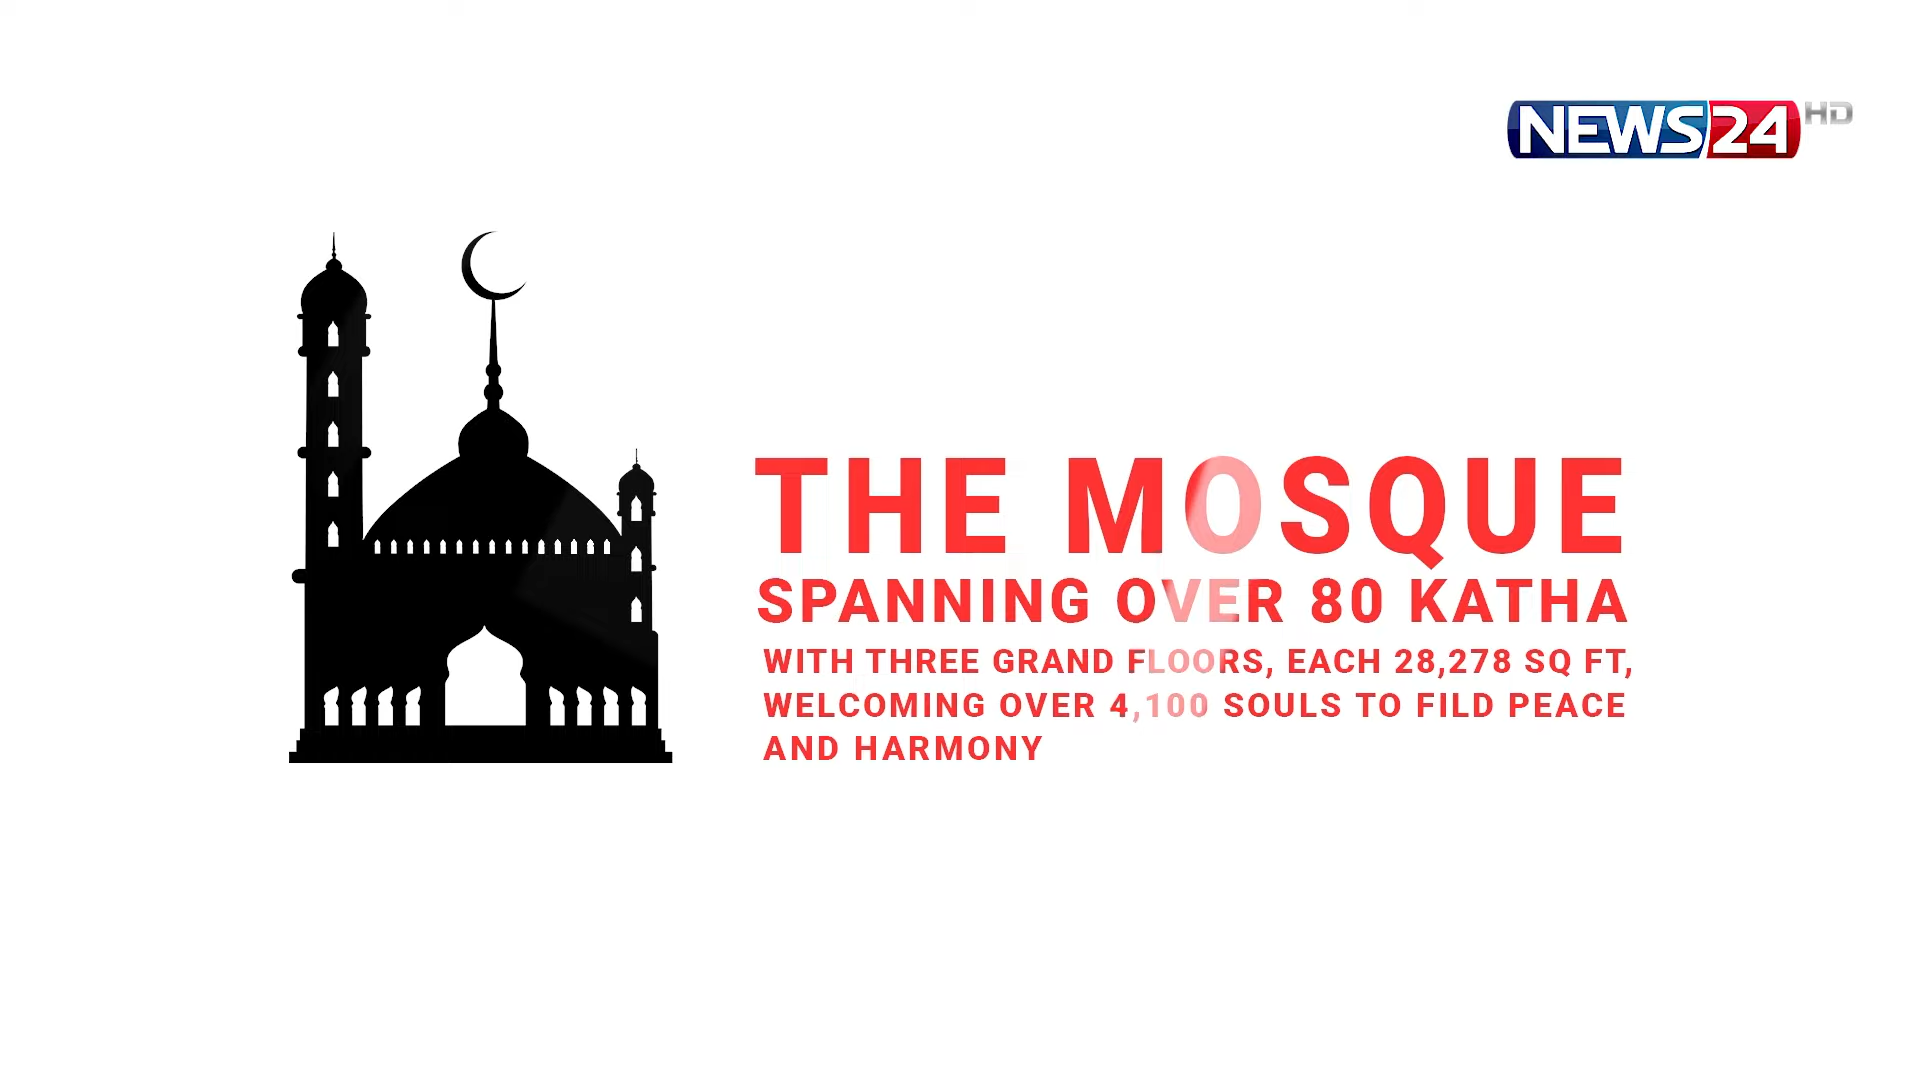 NEWS24 HD
THE MOSQUE
SPANNING OVER 80 KATHA
WITH THREE GRAND FLOORS, EACH 28,278 SQ FT,
WELCOMING OVER 4,100 SOULS TO FILD PEACE
AND HARMONY